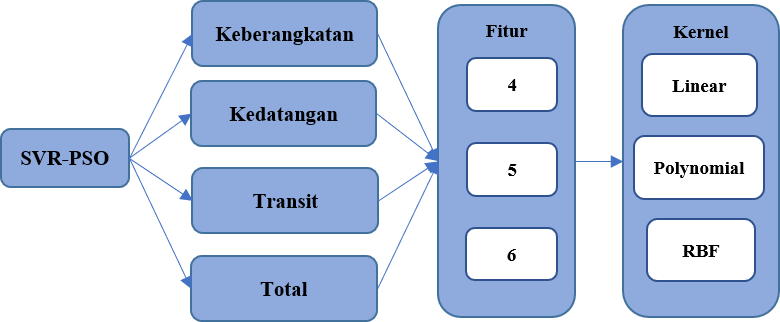 SVR-PSO
Keberangkatan
Kedatangan
Transit
Total
Fitur
4
5
6
Kernel
Linear
Polynomial
RBF